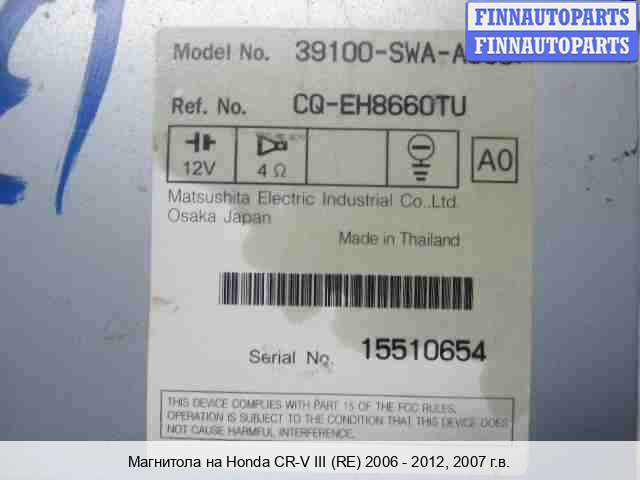 FINNAUTOPARTS
FINNAUTOPARTS
FINNAUTOPARTS
Model No. 39100-SWA-
Ref. No. CQ-EH8660TU
12V 4 Ω A0
Matsushita Electric Industrial Co.,Ltd.
Osaka Japan
Made in Thailand
Serial No. 15510654
THIS DEVICE COMPLIES WITH PART 15 OF THE FCC RULES.
OPERATION IS SUBJECT TO THE CONDITION THAT THIS DEVICE DOES
NOT CAUSE HARMFUL INTERFERENCE.
Магнитола на Honda CR-V III (RE) 2006 - 2012, 2007 г.в.